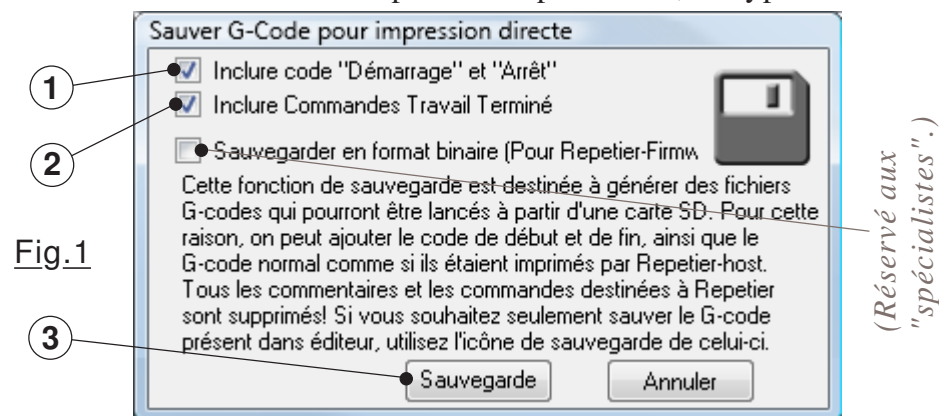 Sauver G-Code pour impression directe
1
Inclure code "Démarrage" et "Arrêt"
Inclure Commandes Travail Terminé
2
Sauvegarder en format binaire (Pour Repetier-Firmw
Cette fonction de sauvegarde est destinée à générer des fichiers
G-codes qui pourront être lancés à partir d'une carte SD. Pour cette
raison, on peut ajouter le code de début et de fin, ainsi que le
G-code normal comme si ils étaient imprimés par Repetier-host.
Tous les commentaires et les commandes destinées à Repetier
sont supprimés! Si vous souhaitez seulement sauver le G-code
présent dans éditeur, utilisez l'icône de sauvegarde de celui-ci.
Fig.1
3
Sauvegarde
Annuler
(Réservé aux
"spécialistes".)